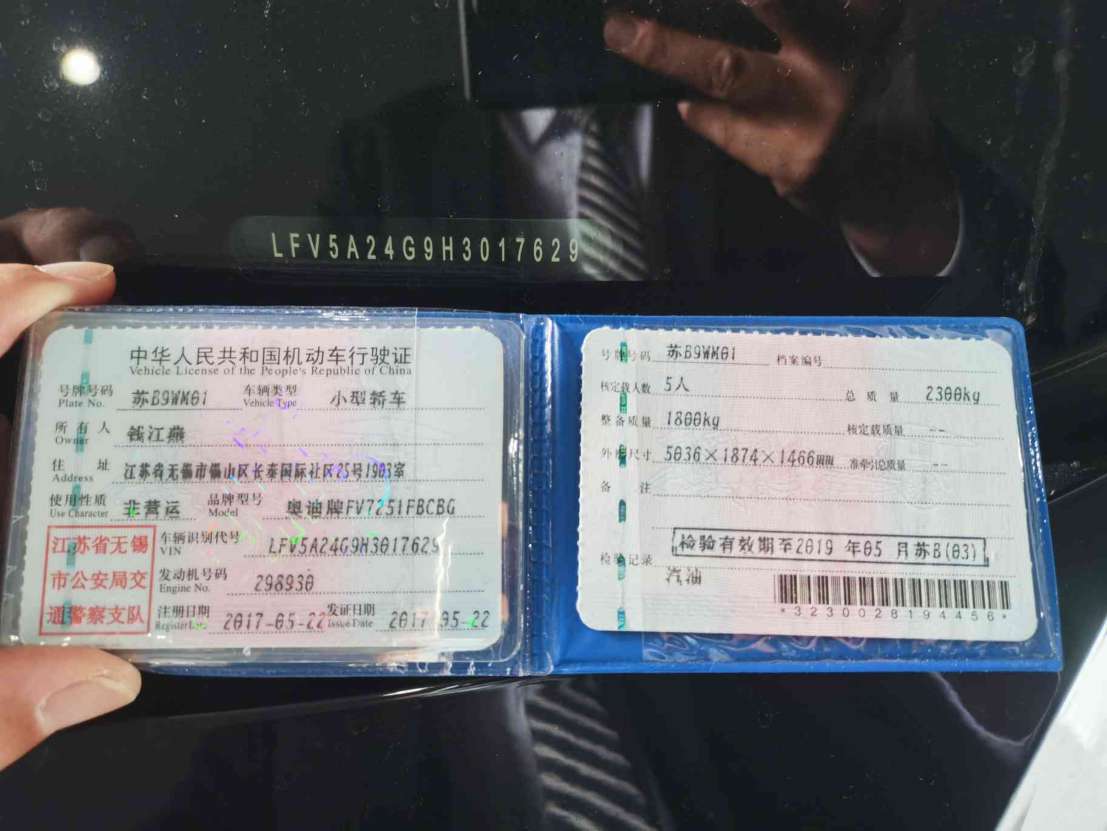 LFV5A24G9H3017629
中华人民共和国机动车行驶证
Vehicle License of the People's Republic of China
号牌号码 Plate No. 苏B9WM01 车辆类型 Vehicle Type 小型轿车
所有人 Owner 钱江燕
住址 Address 江苏省无锡市锡山区长泰国际社区25号1903室
使用性质 Use Character 非营运 品牌型号 Model 奥迪牌FV7251FBCBG
车辆识别代号 VIN LFV5A24G9H3017629
发动机号码 Engine No. 298930
注册日期 Register Date 2017-05-22 发证日期 Issue Date 2017-05-22
江苏省无锡
市公安局交
通警察支队
号牌号码 苏B9WM01 档案编号
核定载人数 5人 总质量 2300kg
整备质量 1800kg 核定载质量 --
外廓尺寸 5036×1874×1466mm 准牵引总质量 --
备注
检验记录 检验有效期至2019年05月苏B(03)
汽油
*3230028194456*